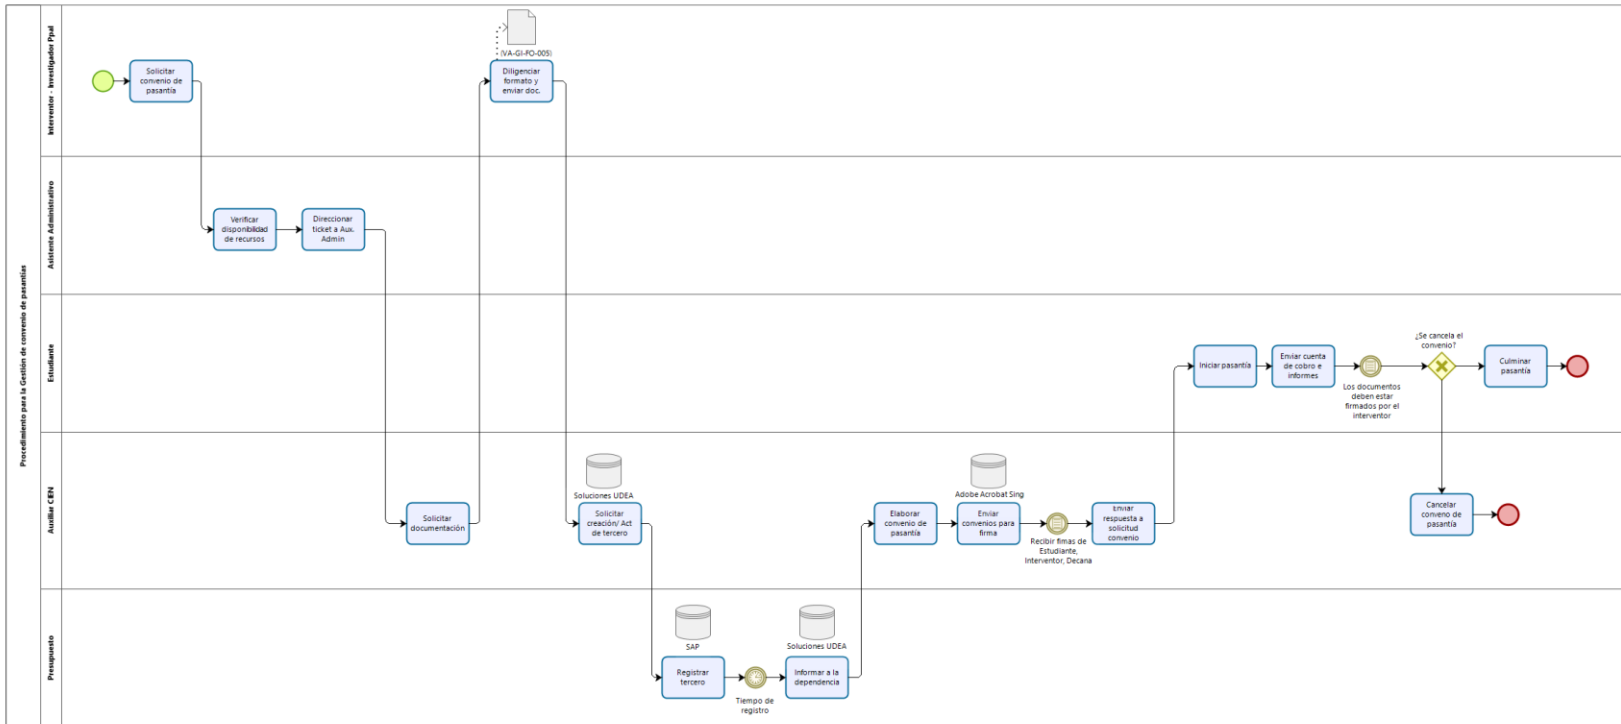 Procedimiento para la Gestión de convenio de pasantías
Interventor - Investigador Ppal
Solicitar
convenio de
pasantía
(VA-GI-FO-005)
Diligenciar
formato y
enviar doc.
Asistente Administrativo
Verificar
disponibilidad
de recursos
Direccionar
ticket a Aux.
Admin
Estudiante
Iniciar pasantía
Enviar cuenta
de cobro e
informes
Los documentos
deben estar
firmados por el
interventor
¿Se cancela el
convenio?
Culminar
pasantía
Auxiliar CEN
Solicitar
documentación
Soluciones UDEA
Solicitar
creación/ Act
de tercero
Elaborar
convenio de
pasantía
Adobe Acrobat Sing
Enviar
convenios para
firma
Recibir fimas de
Estudiante,
Interventor, Decana
Enviar
respuesta a
solicitud
convenio
Cancelar
conveno de
pasantía
Presupuesto
SAP
Registrar
tercero
Tiempo de
registro
Soluciones UDEA
Informar a la
dependencia